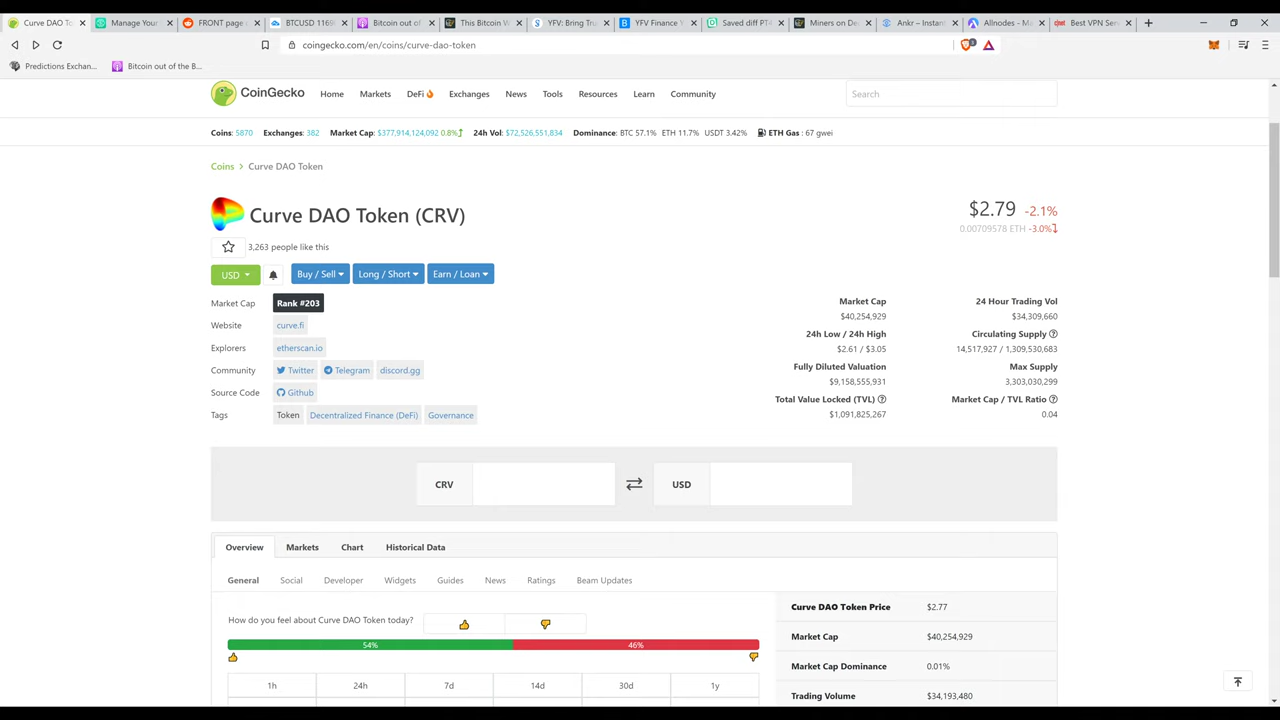 Curve DAO To
Manage Your
FRONT page
BTCUSD 1169
Bitcoin out of
This Bitcoin W
YFV: Bring Tru
YFV Finance Y
Saved diff PT4
Miners on De
Ankr – Instant
Allnodes - Ma
Best VPN Serv
coingecko.com/en/coins/curve-dao-token
Predictions Exchan...
Bitcoin out of the B...
CoinGecko
Home
Markets
DeFi
Exchanges
News
Tools
Resources
Learn
Community
Search
Coins: 5870
Exchanges: 382
Market Cap: $377,914,124,092 0.8%
24h Vol: $72,526,551,834
Dominance: BTC 57.1% ETH 11.7% USDT 3.42%
ETH Gas : 67 gwei
Coins > Curve DAO Token
Curve DAO Token (CRV)
$2.79 -2.1%
0.00709578 ETH -3.0%
3,263 people like this
USD
Buy / Sell
Long / Short
Earn / Loan
Market Cap
Rank #203
Website
curve.fi
Explorers
etherscan.io
Community
Twitter
Telegram
discord.gg
Source Code
Github
Tags
Token
Decentralized Finance (DeFi)
Governance
Market Cap
$40,254,929
24 Hour Trading Vol
$34,309,660
24h Low / 24h High
$2.61 / $3.05
Circulating Supply
14,517,927 / 1,309,530,683
Fully Diluted Valuation
$9,158,555,931
Max Supply
3,303,030,299
Total Value Locked (TVL)
$1,091,825,267
Market Cap / TVL Ratio
0.04
CRV
USD
Overview
Markets
Chart
Historical Data
General
Social
Developer
Widgets
Guides
News
Ratings
Beam Updates
How do you feel about Curve DAO Token today?
54%
46%
1h
24h
7d
14d
30d
1y
Curve DAO Token Price
$2.77
Market Cap
$40,254,929
Market Cap Dominance
0.01%
Trading Volume
$34,193,480